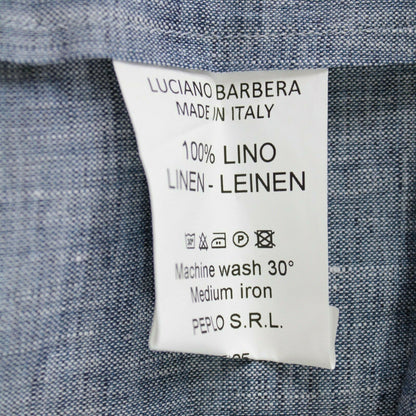 LUCIANO BARBERA
MADE IN ITALY
100% LINO
LINEN - LEINEN
Machine wash 30°
Medium iron
PEPLO S.R.L.